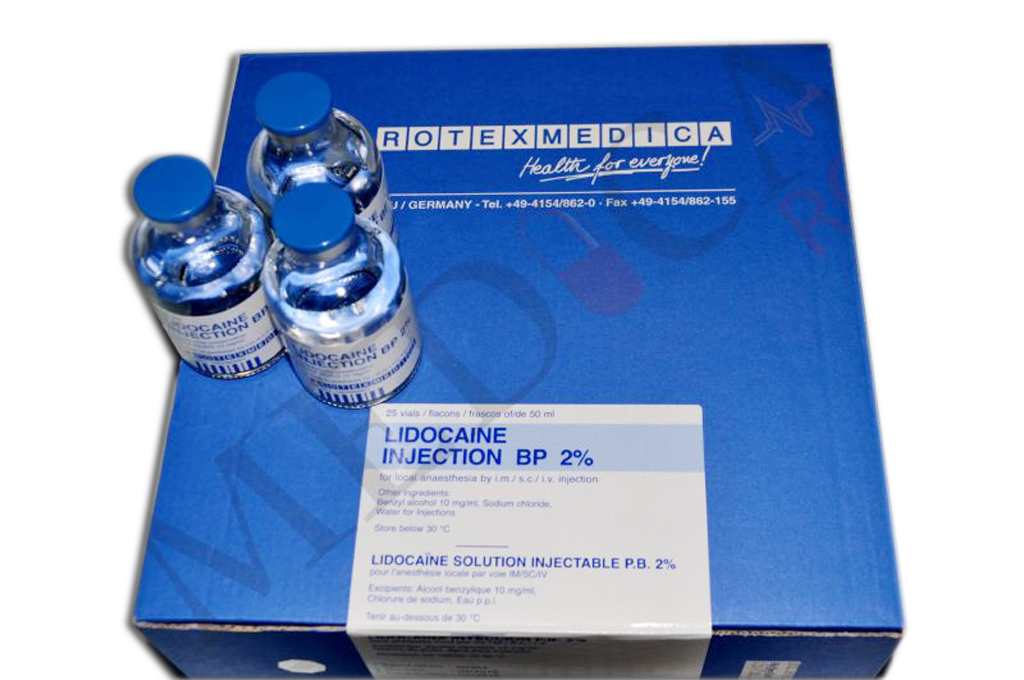 ROTEXMEDICA
Health for everyone!
U / GERMANY - Tel. +49-4154/862-0 · Fax +49-4154/862-155
LIDOCAINE
INJECTION BP
LIDOCAINE
INJECTION BP 2%
25 vials / flacons / frascos of/de 50 ml
LIDOCAINE
INJECTION BP 2%
for local anaesthesia by i.m./ s.c./ i.v. injection
Other ingredients:
Benzyl alcohol 10 mg/ml, Sodium chloride,
Water for Injections
Store below 30 °C
LIDOCAÏNE SOLUTION INJECTABLE P.B. 2%
pour l'anesthésie locale par voie IM/SC/IV
Excipients: Alcool benzylique 10 mg/ml,
Chlorure de sodium, Eau p.p.i.
Tenir au-dessous de 30 °C
MEDICA